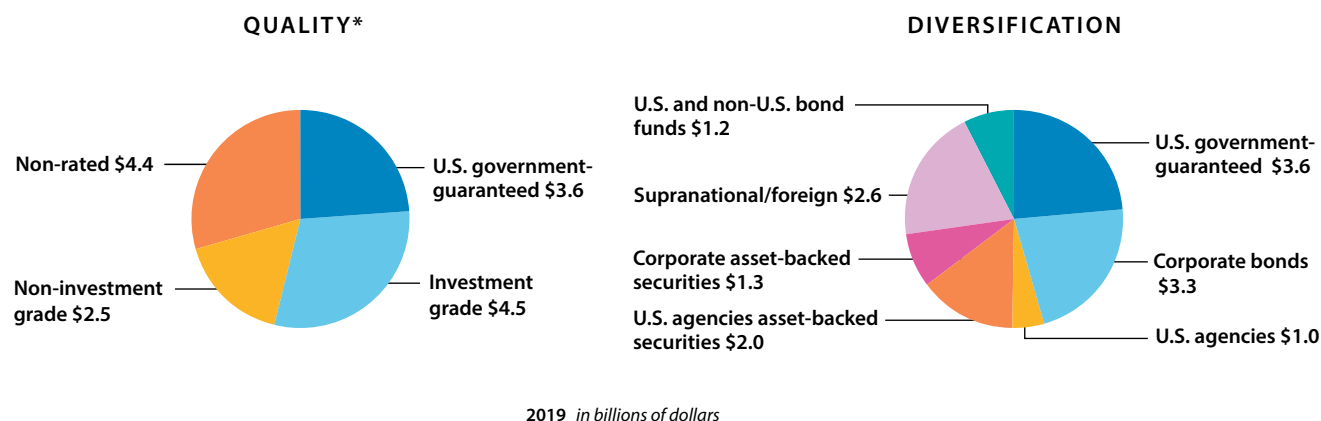 QUALITY*
Non-rated $4.4
U.S. government-
guaranteed $3.6
Non-investment
grade $2.5
Investment
grade $4.5
DIVERSIFICATION
U.S. and non-U.S. bond
funds $1.2
U.S. government-
guaranteed $3.6
Supranational/foreign $2.6
Corporate asset-backed
securities $1.3
Corporate bonds
$3.3
U.S. agencies asset-backed
securities $2.0
U.S. agencies $1.0
2019 in billions of dollars